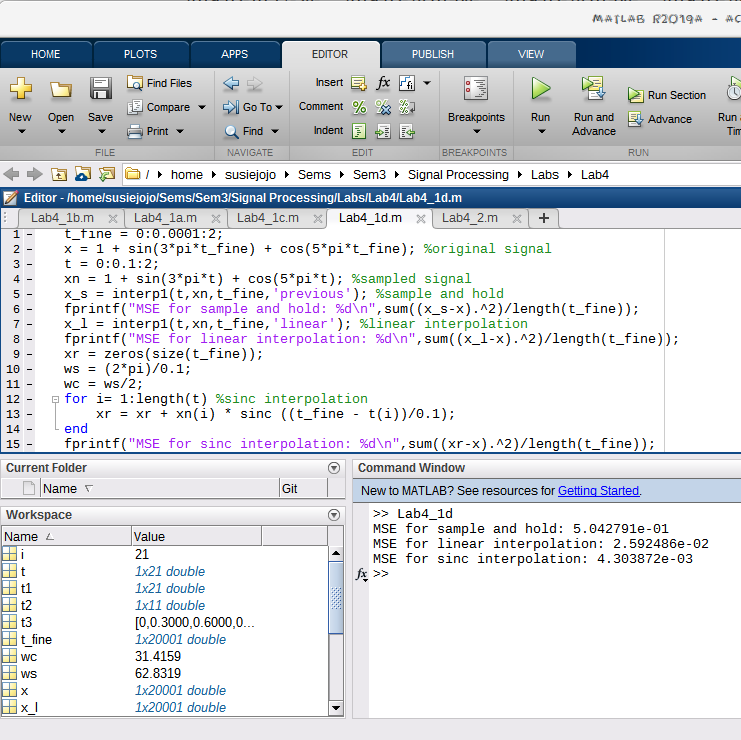 MATLAB R2019A - AC
HOME PLOTS APPS EDITOR PUBLISH VIEW
New Open Save Find Files Compare Print
Go To Find
Insert fx
Comment %
Indent
Breakpoints Run Run and Advance Run Section Advance Run a Tim
FILE NAVIGATE EDIT BREAKPOINTS RUN
/ home susiejojo Sems Sem3 Signal Processing Labs Lab4
Editor - /home/susiejojo/Sems/Sem3/Signal Processing/Labs/Lab4/Lab4_1d.m
Lab4_1b.m Lab4_1a.m Lab4_1c.m Lab4_1d.m Lab4_2.m +
1 - t_fine = 0:0.0001:2;
2 - x = 1 + sin(3*pi*t_fine) + cos(5*pi*t_fine); %original signal
3 - t = 0:0.1:2;
4 - xn = 1 + sin(3*pi*t) + cos(5*pi*t); %sampled signal
5 - x_s = interp1(t,xn,t_fine,'previous'); %sample and hold
6 - fprintf("MSE for sample and hold: %d\n",sum((x_s-x).^2)/length(t_fine));
7 - x_l = interp1(t,xn,t_fine,'linear'); %linear interpolation
8 - fprintf("MSE for linear interpolation: %d\n",sum((x_l-x).^2)/length(t_fine));
9 - xr = zeros(size(t_fine));
10 - ws = (2*pi)/0.1;
11 - wc = ws/2;
12 - for i= 1:length(t) %sinc interpolation
13 - xr = xr + xn(i) * sinc ((t_fine - t(i))/0.1);
14 - end
15 - fprintf("MSE for sinc interpolation: %d\n",sum((xr-x).^2)/length(t_fine));
Current Folder
Name Git
Workspace
Name Value
i 21
t 1x21 double
t1 1x21 double
t2 1x11 double
t3 [0,0.3000,0.6000,0...
t_fine 1x20001 double
wc 31.4159
ws 62.8319
x 1x20001 double
x_l 1x20001 double
Command Window
New to MATLAB? See resources for Getting Started.
>> Lab4_1d
MSE for sample and hold: 5.042791e-01
MSE for linear interpolation: 2.592486e-02
MSE for sinc interpolation: 4.303872e-03
fx >>